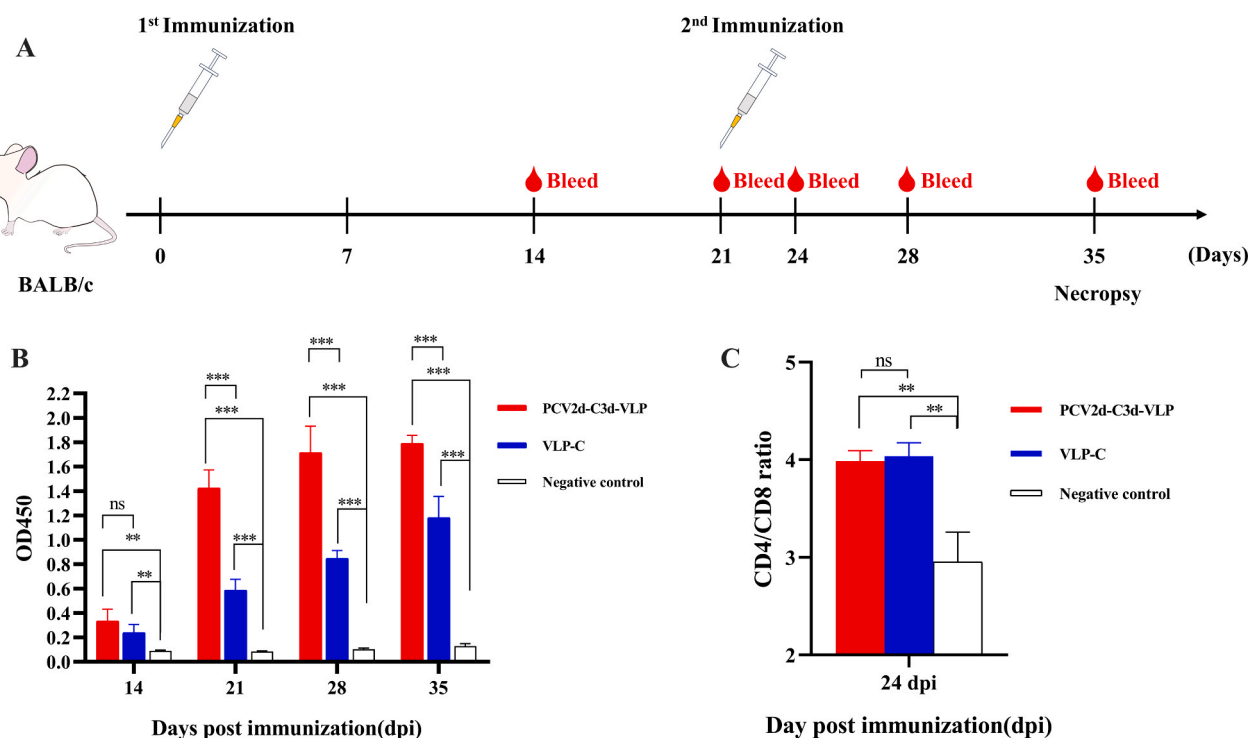 1st Immunization
2nd Immunization
A
Bleed
Bleed
Bleed
Bleed
Bleed
0
7
14
21
24
28
35
(Days)
BALB/c
Necropsy
B
***
***
***
***
***
***
***
***
***
ns
**
**
2.2
2.0
1.8
1.6
1.4
1.2
1.0
0.8
0.6
0.4
0.2
0.0
OD450
14
21
28
35
Days post immunization(dpi)
PCV2d-C3d-VLP
VLP-C
Negative control
C
ns
**
**
5
4
3
2
CD4/CD8 ratio
24 dpi
Day post immunization(dpi)
PCV2d-C3d-VLP
VLP-C
Negative control